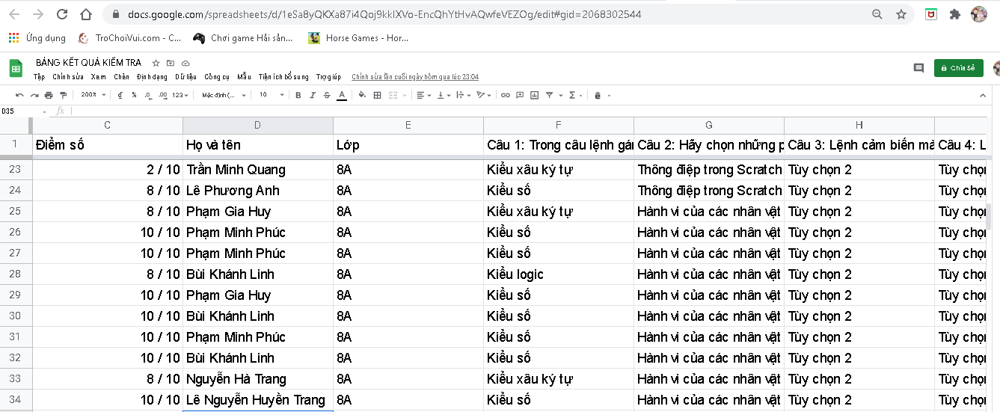 docs.google.com/spreadsheets/d/1eSa8yQKXa87i4Qoj9kkIXVo-EncQhYtHvAQwfeVEZOg/edit#gid=2068302544
Ứng dụng TroChoiVui.com - C... Chơi game Hải sản... Horse Games - Hor...
BẢNG KẾT QUẢ KIỂM TRA
Tệp Chỉnh sửa Xem Chèn Định dạng Dữ liệu Công cụ Mẫu Tiện ích bổ sung Trợ giúp Chỉnh sửa lần cuối ngày hôm qua lúc 23:04
Chia Sẻ
200% ₫ % .0 .00 123 Mặc định (... 10 B I S A
D35 fx
C D E F G H
1 Điểm số Họ và tên Lớp Câu 1: Trong câu lệnh gán Câu 2: Hãy chọn những p Câu 3: Lệnh cảm biến mà Câu 4: L
23 2 / 10 Trần Minh Quang 8A Kiểu xâu ký tự Thông điệp trong Scratch Tùy chọn 2 Tùy chọn
24 8 / 10 Lê Phương Anh 8A Kiểu số Thông điệp trong Scratch Tùy chọn 2 Tùy chọn
25 8 / 10 Phạm Gia Huy 8A Kiểu xâu ký tự Hành vi của các nhân vật Tùy chọn 2 Tùy chọn
26 10 / 10 Phạm Minh Phúc 8A Kiểu số Hành vi của các nhân vật Tùy chọn 2 Tùy chọn
27 10 / 10 Phạm Minh Phúc 8A Kiểu số Hành vi của các nhân vật Tùy chọn 2 Tùy chọn
28 8 / 10 Bùi Khánh Linh 8A Kiểu logic Hành vi của các nhân vật Tùy chọn 2 Tùy chọn
29 10 / 10 Phạm Gia Huy 8A Kiểu số Hành vi của các nhân vật Tùy chọn 2 Tùy chọn
30 10 / 10 Bùi Khánh Linh 8A Kiểu số Hành vi của các nhân vật Tùy chọn 2 Tùy chọn
31 10 / 10 Phạm Minh Phúc 8A Kiểu số Hành vi của các nhân vật Tùy chọn 2 Tùy chọn
32 10 / 10 Bùi Khánh Linh 8A Kiểu số Hành vi của các nhân vật Tùy chọn 2 Tùy chọn
33 8 / 10 Nguyễn Hà Trang 8A Kiểu xâu ký tự Hành vi của các nhân vật Tùy chọn 2 Tùy chọn
34 10 / 10 Lê Nguyễn Huyền Trang 8A Kiểu số Hành vi của các nhân vật Tùy chọn 2 Tùy chọn